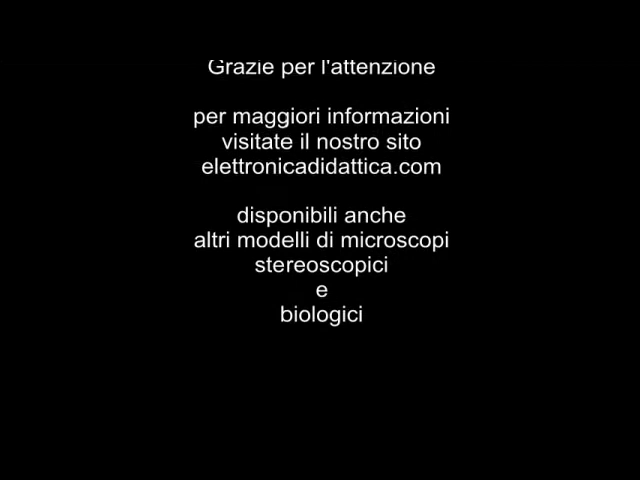 Grazie per l'attenzione
per maggiori informazioni
visitate il nostro sito
elettronicadidattica.com
disponibili anche
altri modelli di microscopi
stereoscopici
e
biologici